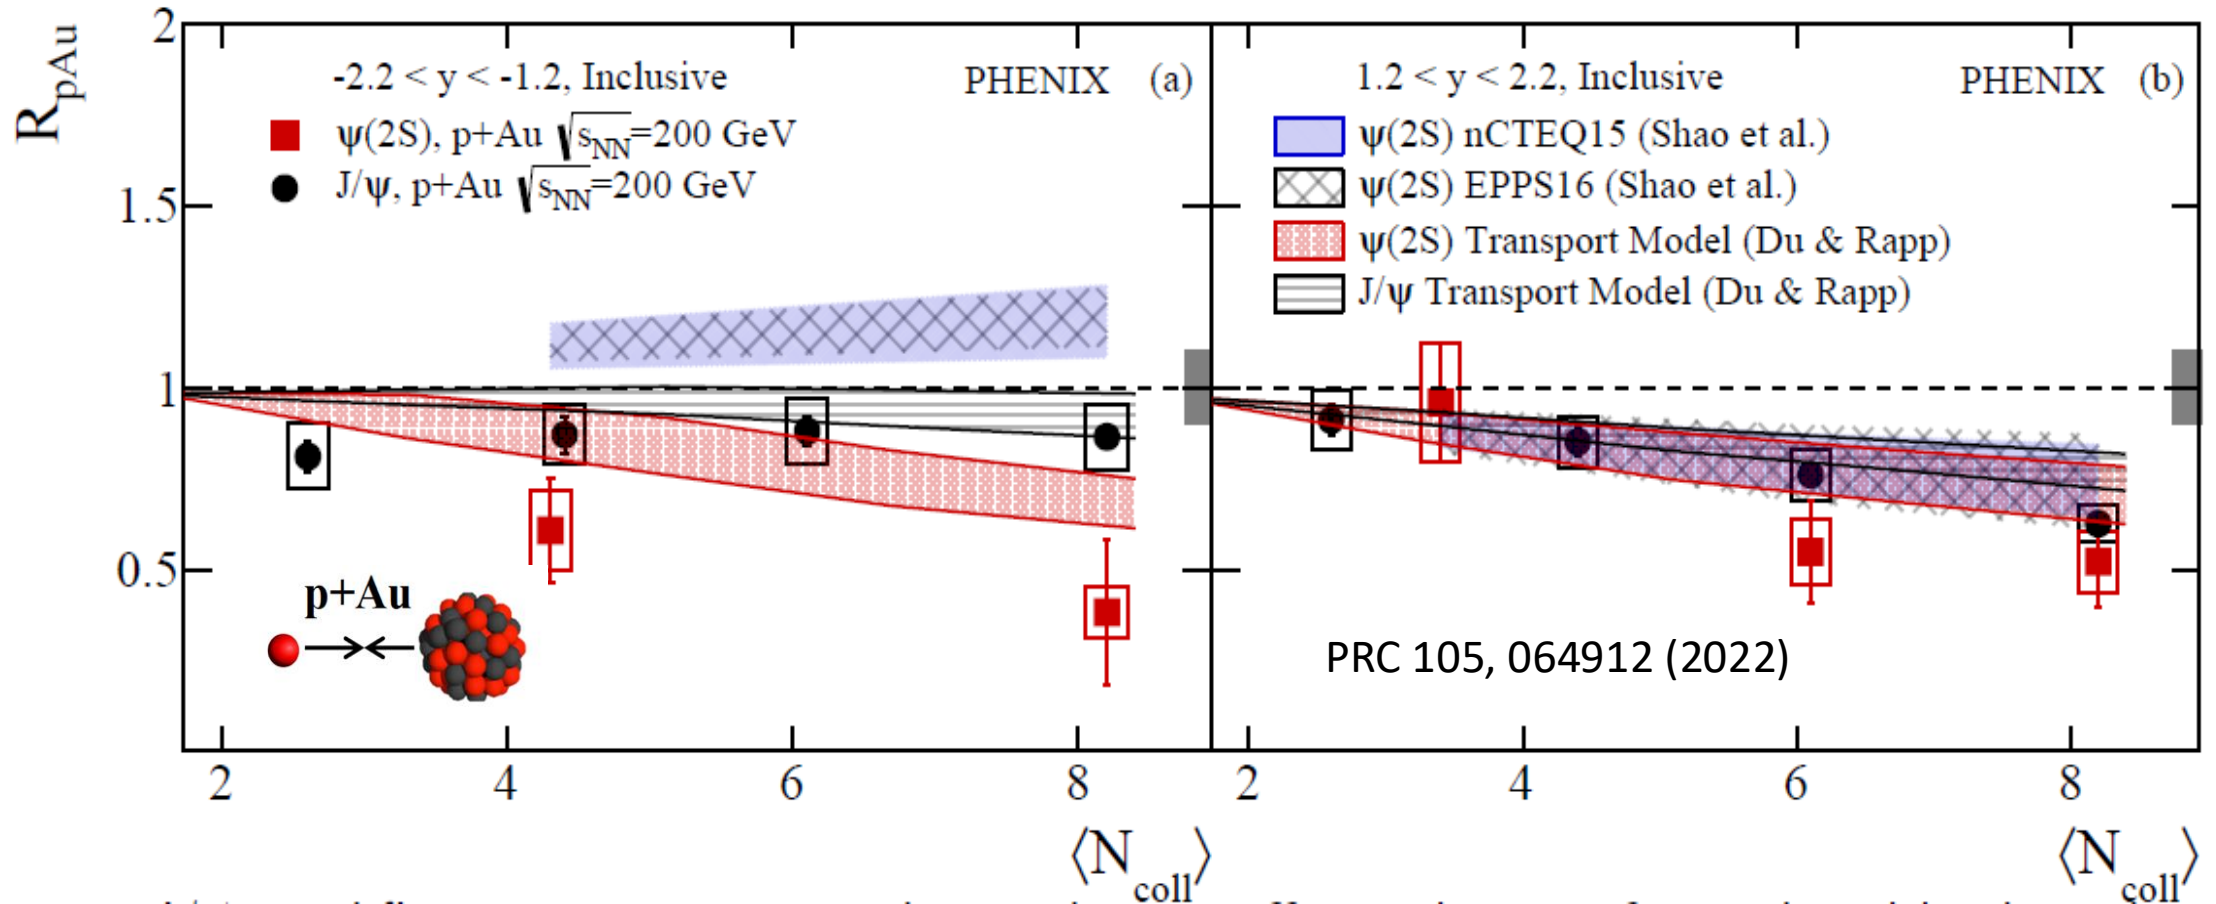 R_pAu
2
1.5
1
0.5
-2.2 < y < -1.2, Inclusive PHENIX (a)
ψ(2S), p+Au √s_NN=200 GeV
J/ψ, p+Au √s_NN=200 GeV
p+Au
2 4 6 8
⟨N_coll⟩
1.2 < y < 2.2, Inclusive PHENIX (b)
ψ(2S) nCTEQ15 (Shao et al.)
ψ(2S) EPPS16 (Shao et al.)
ψ(2S) Transport Model (Du & Rapp)
J/ψ Transport Model (Du & Rapp)
PRC 105, 064912 (2022)
2 4 6 8
⟨N_coll⟩